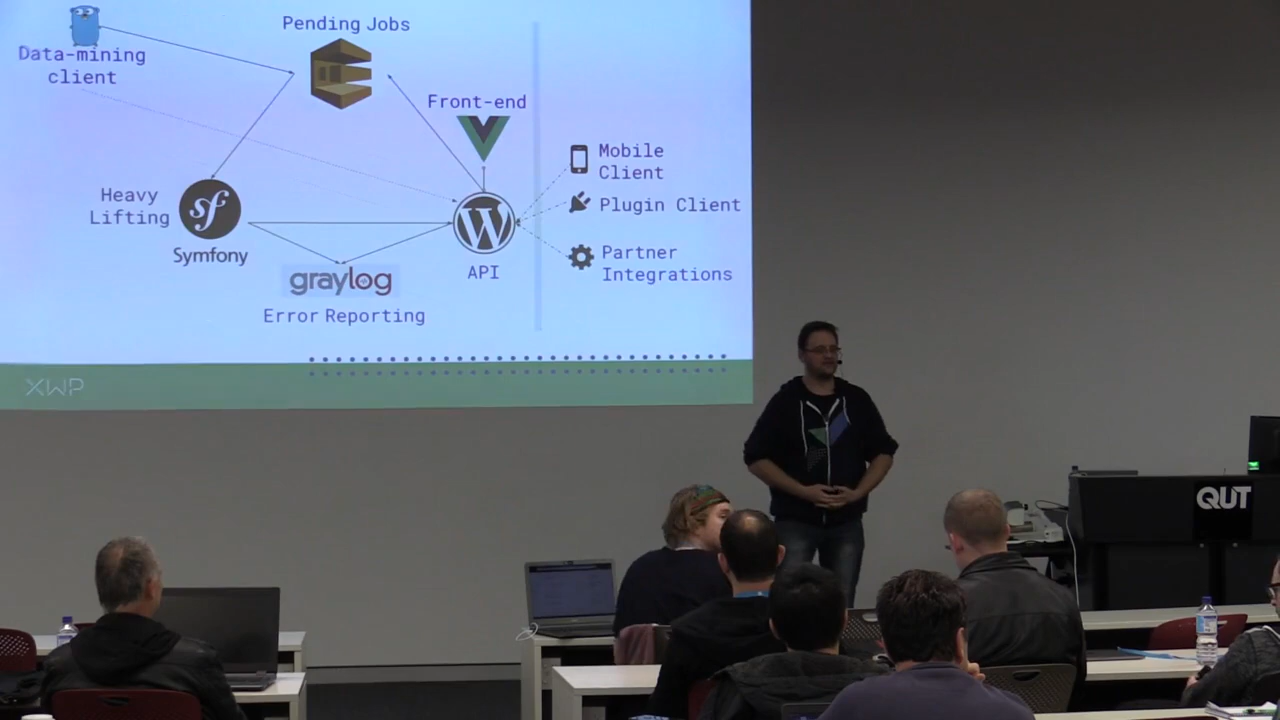 Pending Jobs
Data-mining
client
Front-end
Mobile
Client
Heavy
Lifting
sf
Plugin Client
W
Symfony
API
Partner
Integrations
graylog
Error Reporting
XWP
QUT